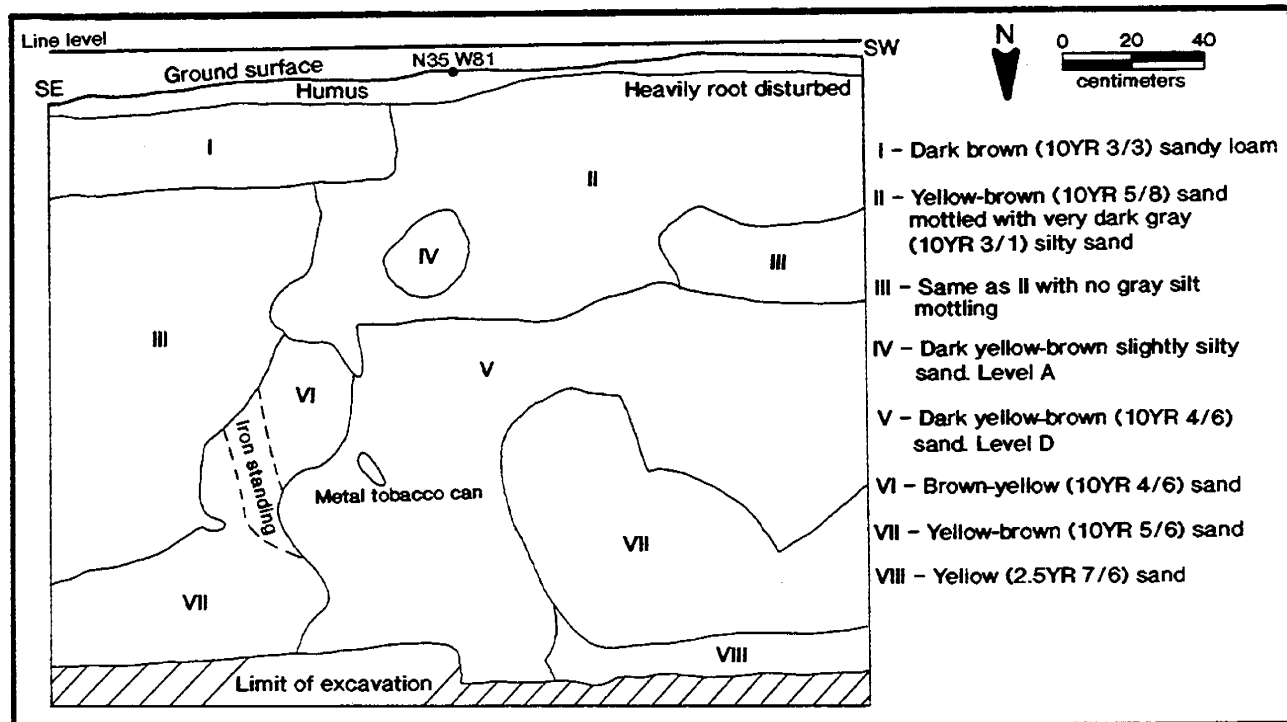 Line level
N35 W81
SW
Ground surface
SE
Humus
Heavily root disturbed
N
0 20 40
centimeters
I
II
IV
III
III
V
VI
Iron standing
Metal tobacco can
VII
VII
VIII
Limit of excavation
I – Dark brown (10YR 3/3) sandy loam
II – Yellow-brown (10YR 5/8) sand
mottled with very dark gray
(10YR 3/1) silty sand
III – Same as II with no gray silt
mottling
IV – Dark yellow-brown slightly silty
sand. Level A
V – Dark yellow-brown (10YR 4/6)
sand. Level D
VI – Brown-yellow (10YR 4/6) sand
VII – Yellow-brown (10YR 5/6) sand
VIII – Yellow (2.5YR 7/6) sand